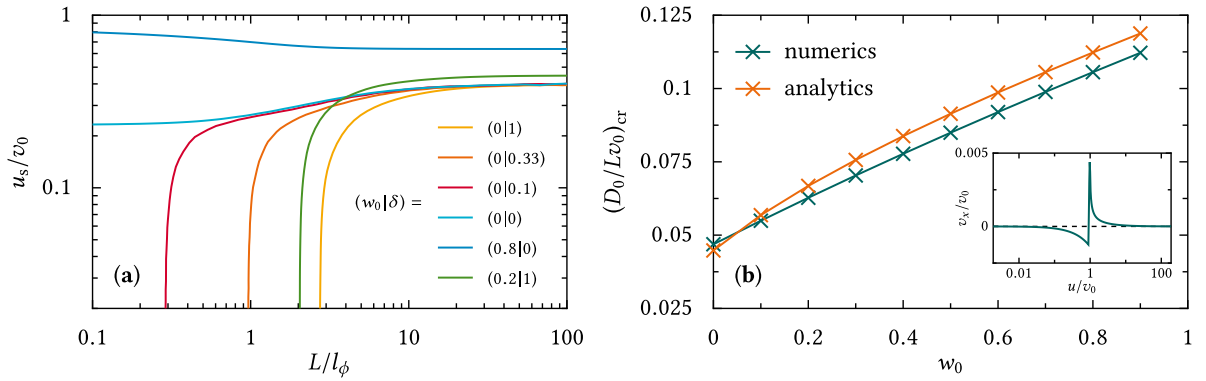 1
0.1
u_s/v_0
(w_0|δ) =
(0|1)
(0|0.33)
(0|0.1)
(0|0)
(0.8|0)
(0.2|1)
(a)
0.1 1 10 100
L/l_ϕ
0.125
0.1
0.075
0.05
0.025
(D_0/Lv_0)_cr
numerics
analytics
0.005
0
v_x/v_0
0.01 1 100
u/v_0
(b)
0 0.2 0.4 0.6 0.8 1
w_0